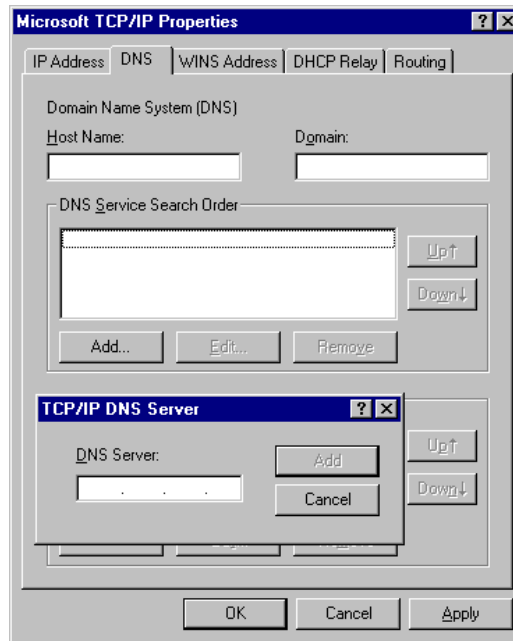 Microsoft TCP/IP Properties
IP Address DNS WINS Address DHCP Relay Routing
Domain Name System (DNS)
Host Name: Domain:
DNS Service Search Order
Up↑
Down↓
Add... Edit... Remove
TCP/IP DNS Server
DNS Server:
Add
. . .
Cancel
Up↑
Down↓
OK Cancel Apply